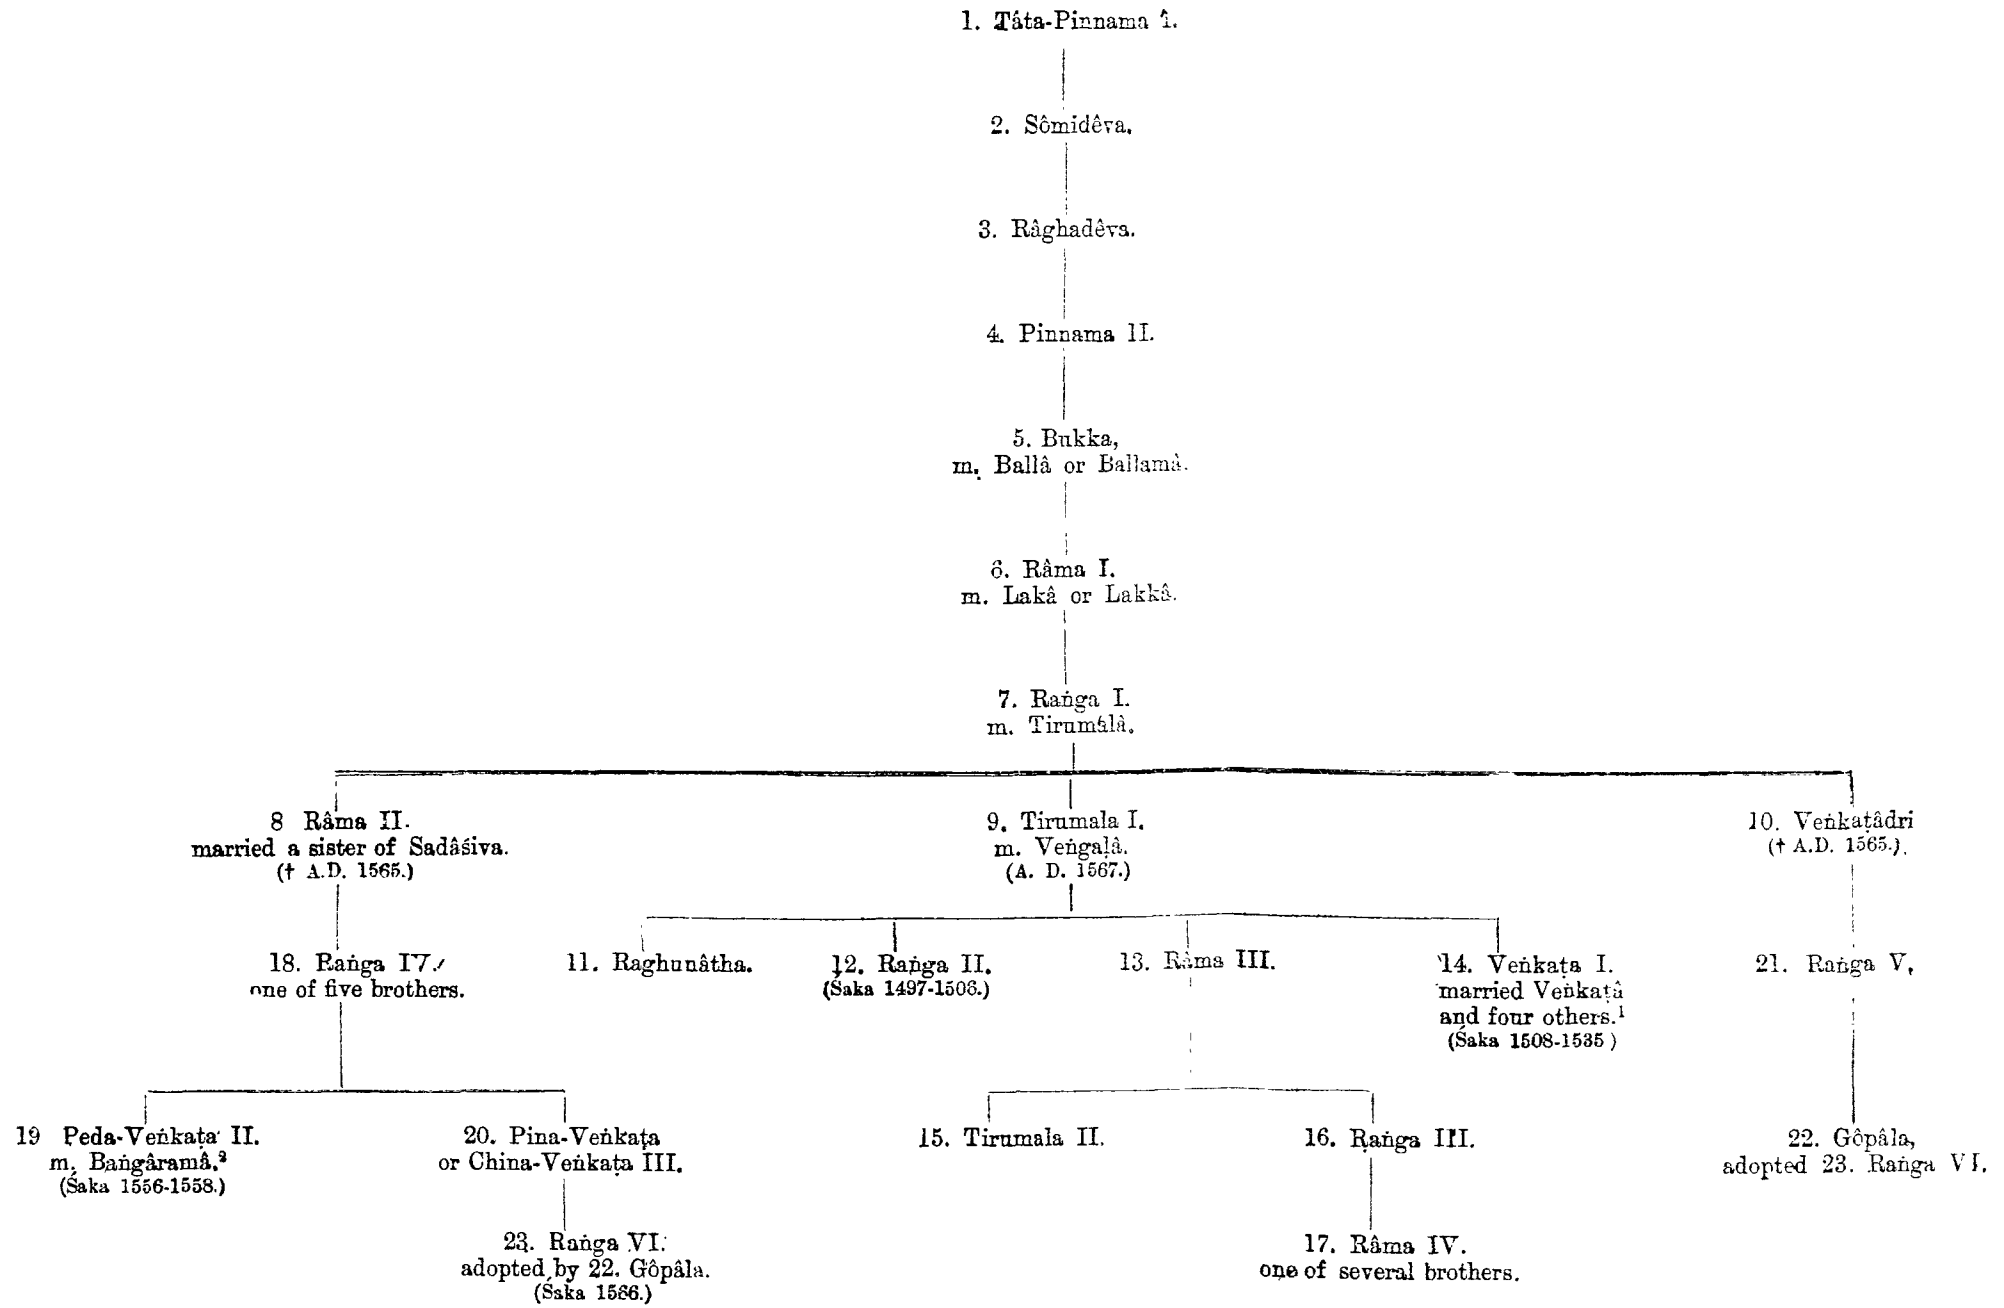 1. Tâta-Pinnama I.
2. Sômidêva.
3. Râghadêva.
4. Pinnama II.
5. Bukka,
m. Ballâ or Ballamâ.
6. Râma I.
m. Lakâ or Lakkâ.
7. Raṅga I.
m. Tirumalâ.
8 Râma II.
married a sister of Sadâśiva.
(† A.D. 1565.)
9. Tirumala I.
m. Veṅgaḷâ.
(A. D. 1567.)
10. Veṅkaṭâdri
(† A.D. 1565.).
18. Raṅga IV.
one of five brothers.
11. Raghunâtha.
12. Raṅga II.
(Śaka 1497-1506.)
13. Râma III.
14. Veṅkaṭa I.
married Veṅkaṭâ
and four others.¹
(Śaka 1508-1535)
21. Raṅga V.
19 Peda-Veṅkaṭa II.
m. Baṅgâramâ.²
(Śaka 1556-1558.)
20. Pina-Veṅkaṭa
or China-Veṅkaṭa III.
15. Tirumala II.
16. Raṅga III.
22. Gôpâla,
adopted 23. Raṅga VI.
23. Raṅga VI.
adopted by 22. Gôpâla.
(Śaka 1566.)
17. Râma IV.
one of several brothers.